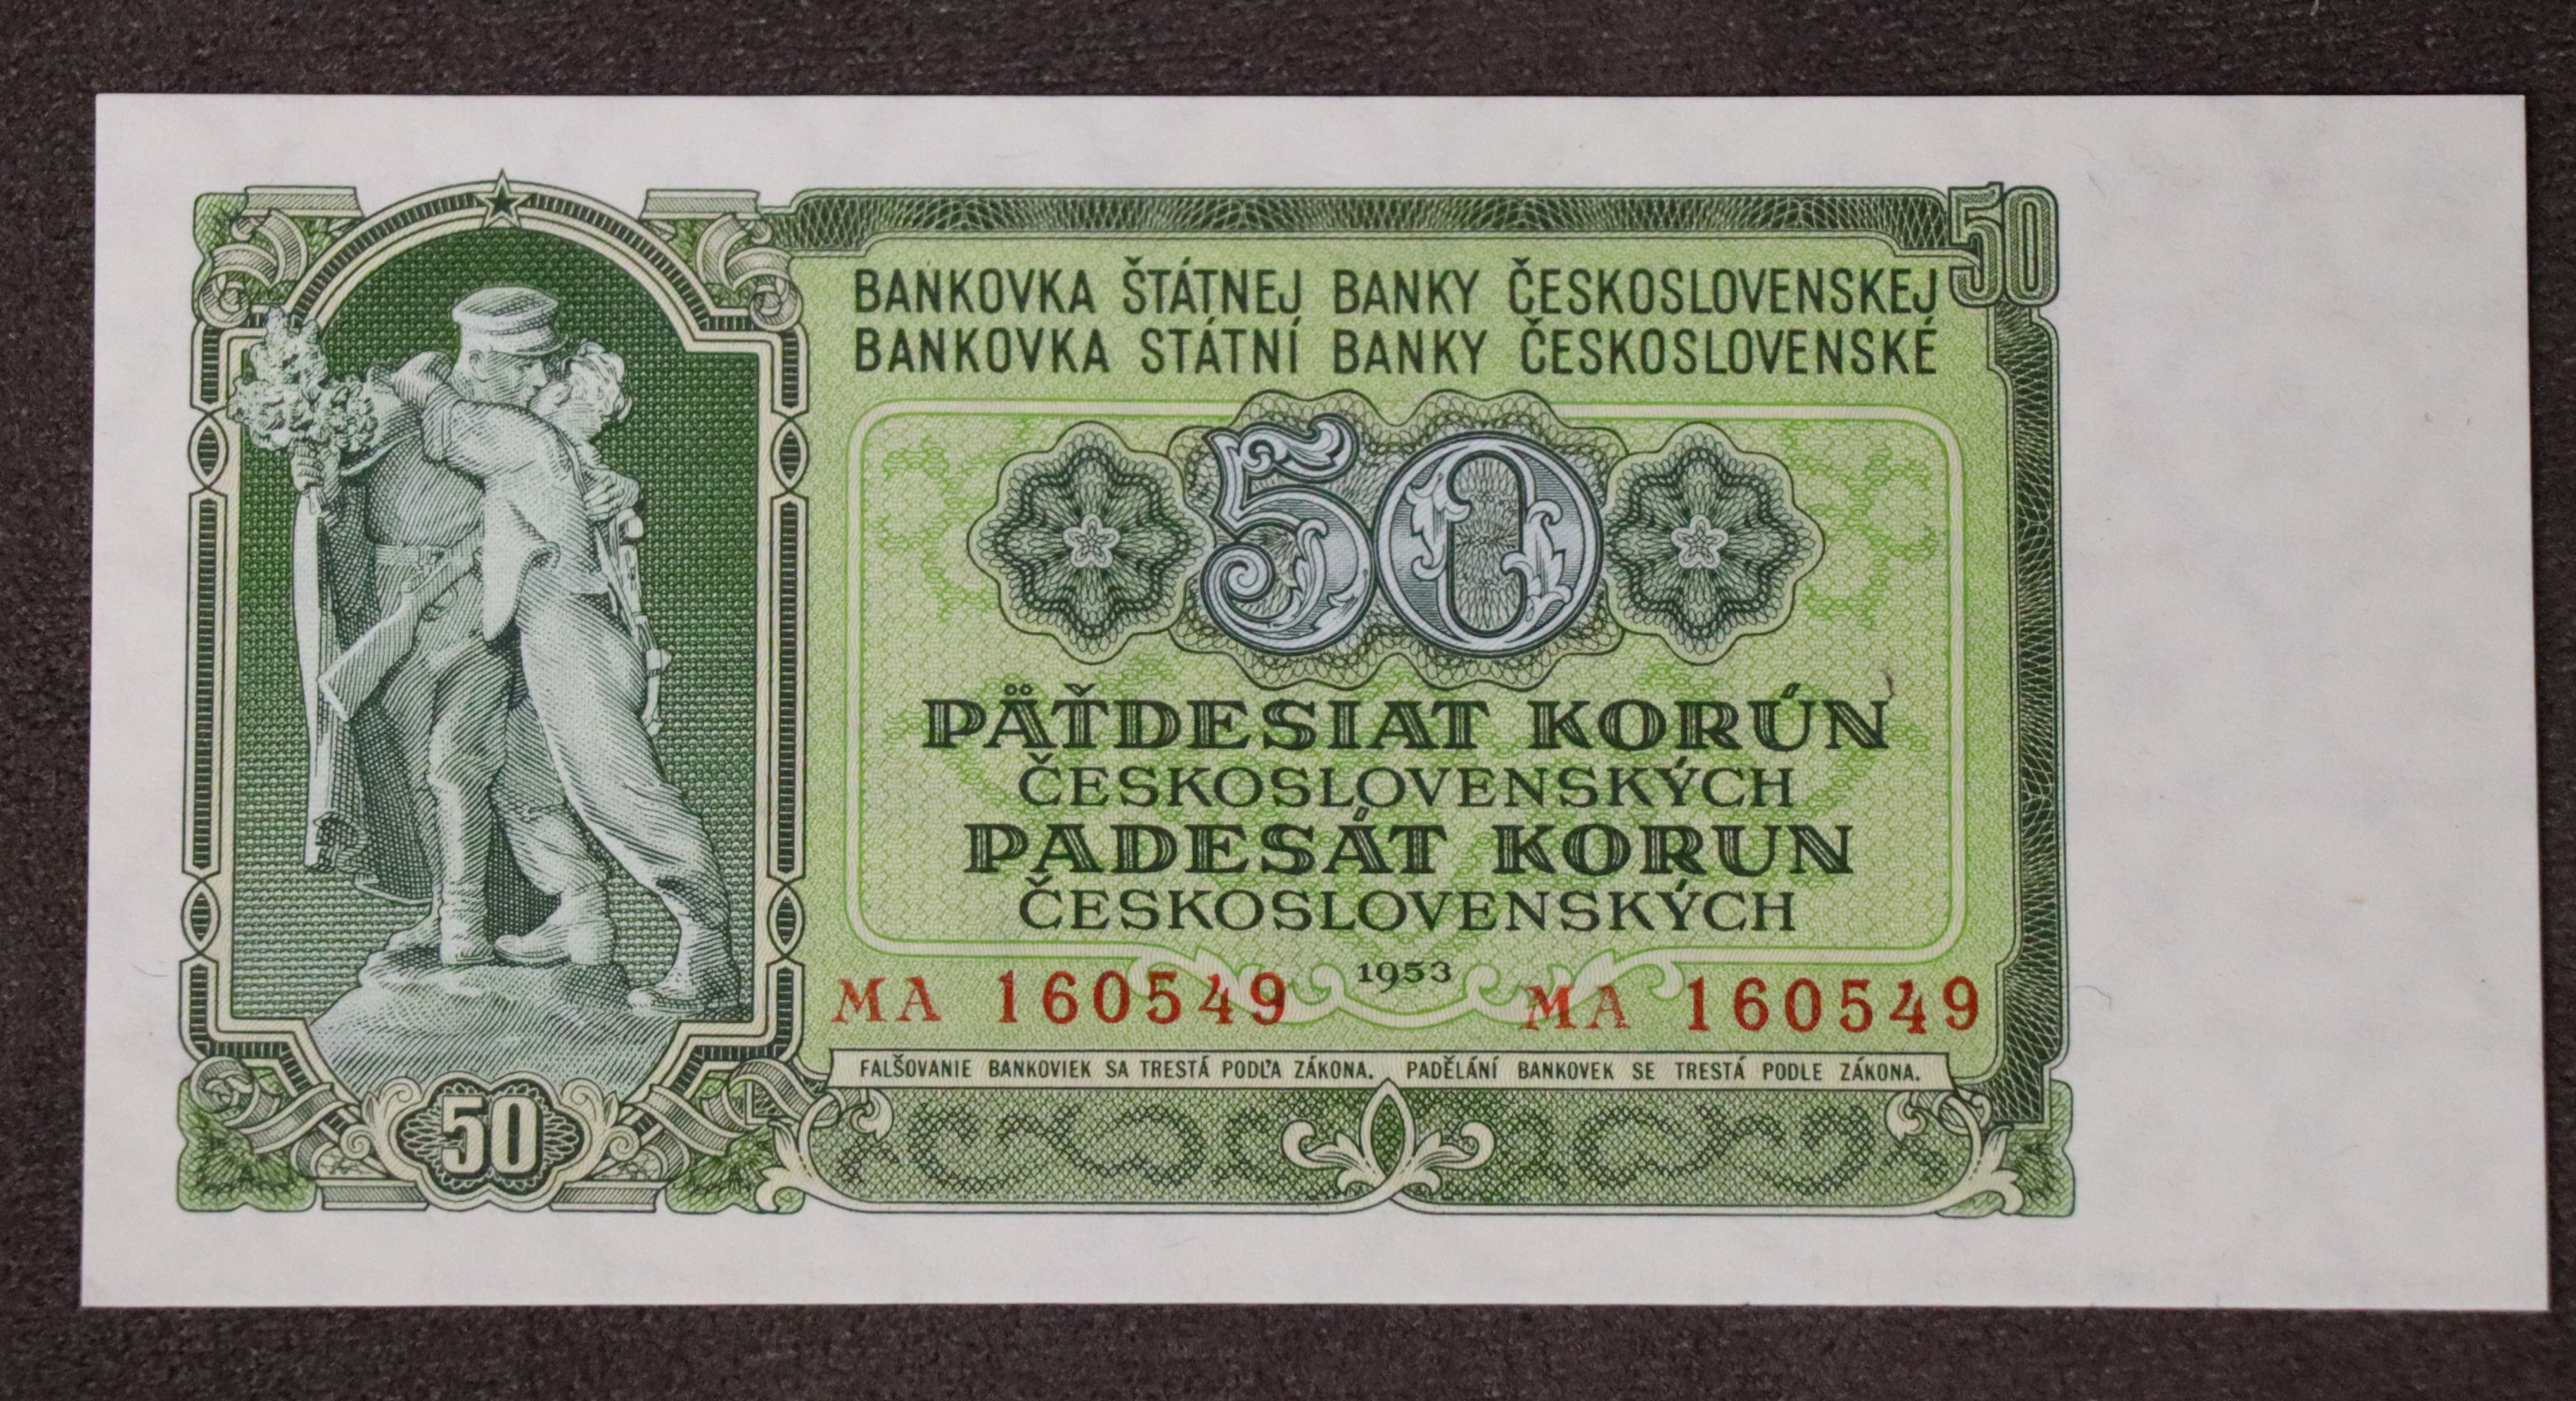 50
BANKOVKA ŠTÁTNEJ BANKY ČESKOSLOVENSKEJ
BANKOVKA STÁTNÍ BANKY ČESKOSLOVENSKÉ
50
PÄŤDESIAT KORÚN
ČESKOSLOVENSKÝCH
PADESÁT KORUN
ČESKOSLOVENSKÝCH
1953
MA 160549 MA 160549
FALŠOVANIE BANKOVIEK SA TRESTÁ PODĽA ZÁKONA. PADĚLÁNÍ BANKOVEK SE TRESTÁ PODLE ZÁKONA.
50